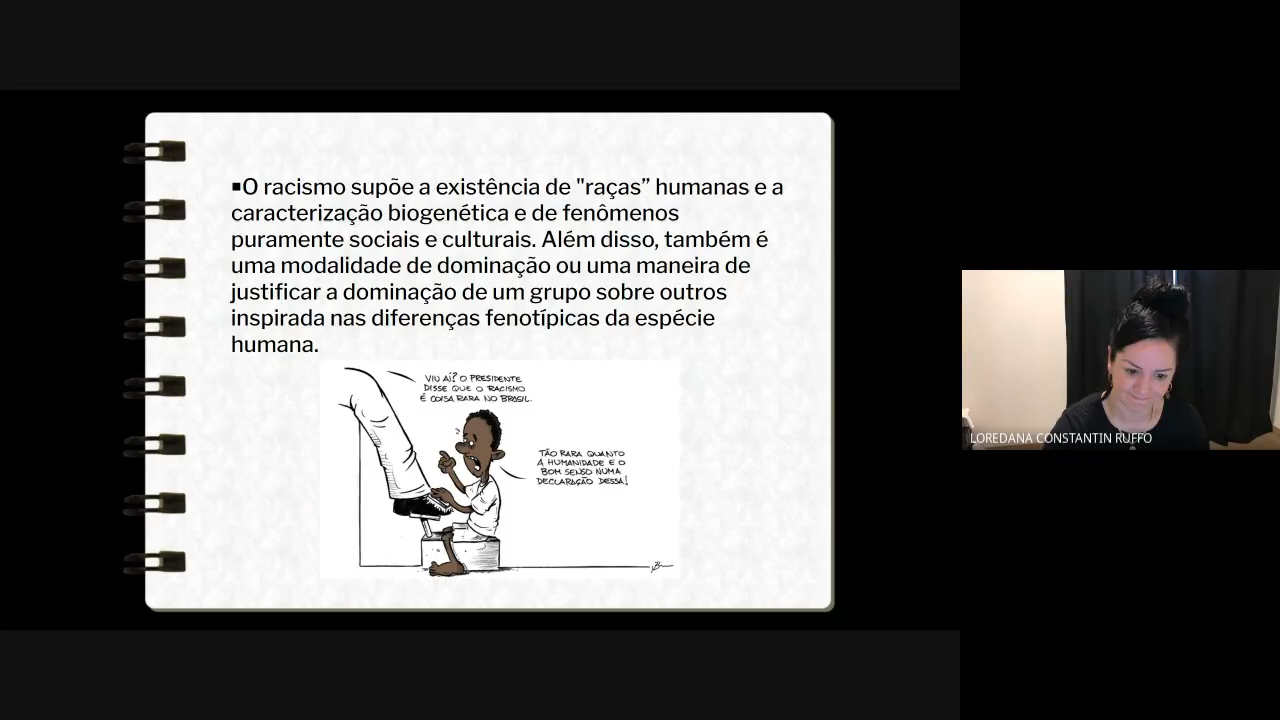 ▪O racismo supõe a existência de "raças” humanas e a
caracterização biogenética e de fenômenos
puramente sociais e culturais. Além disso, também é
uma modalidade de dominação ou uma maneira de
justificar a dominação de um grupo sobre outros
inspirada nas diferenças fenotípicas da espécie
humana.
VIU AÍ? O PRESIDENTE
DISSE QUE O RACISMO
É COISA RARA NO BRASIL.
TÃO RARA QUANTO
A HUMANIDADE E O
BOM SENSO NUMA
DECLARAÇÃO DESSA!
LOREDANA CONSTANTIN RUFFO